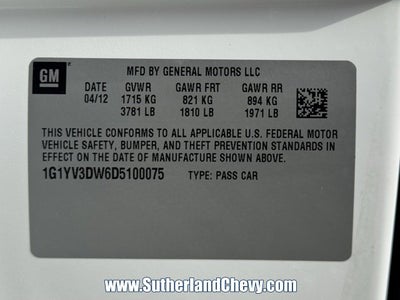 GM
MFD BY GENERAL MOTORS LLC
DATE GVWR GAWR FRT GAWR RR
04/12 1715 KG 821 KG 894 KG
3781 LB 1810 LB 1971 LB
THIS VEHICLE CONFORMS TO ALL APPLICABLE U.S. FEDERAL MOTOR
VEHICLE SAFETY, BUMPER, AND THEFT PREVENTION STANDARDS
IN EFFECT ON THE DATE OF MANUFACTURE SHOWN ABOVE.
1G1YV3DW6D5100075 TYPE: PASS CAR
www.SutherlandChevy.com